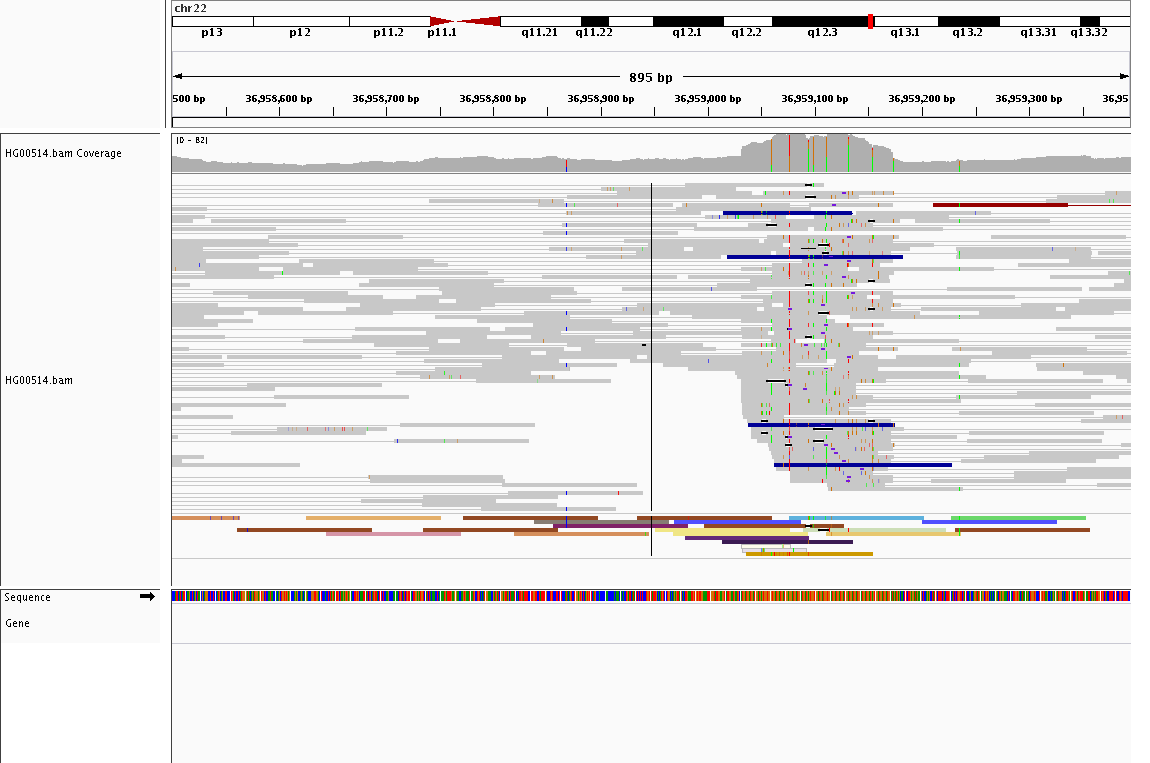 chr22
p13 p12 p11.2 p11.1 q11.21 q11.22 q12.1 q12.2 q12.3 q13.1 q13.2 q13.31 q13.32
895 bp
500 bp 36,958,600 bp 36,958,700 bp 36,958,800 bp 36,958,900 bp 36,959,000 bp 36,959,100 bp 36,959,200 bp 36,959,300 bp 36,95
[0 - 82]
HG00514.bam Coverage
HG00514.bam
Sequence
Gene